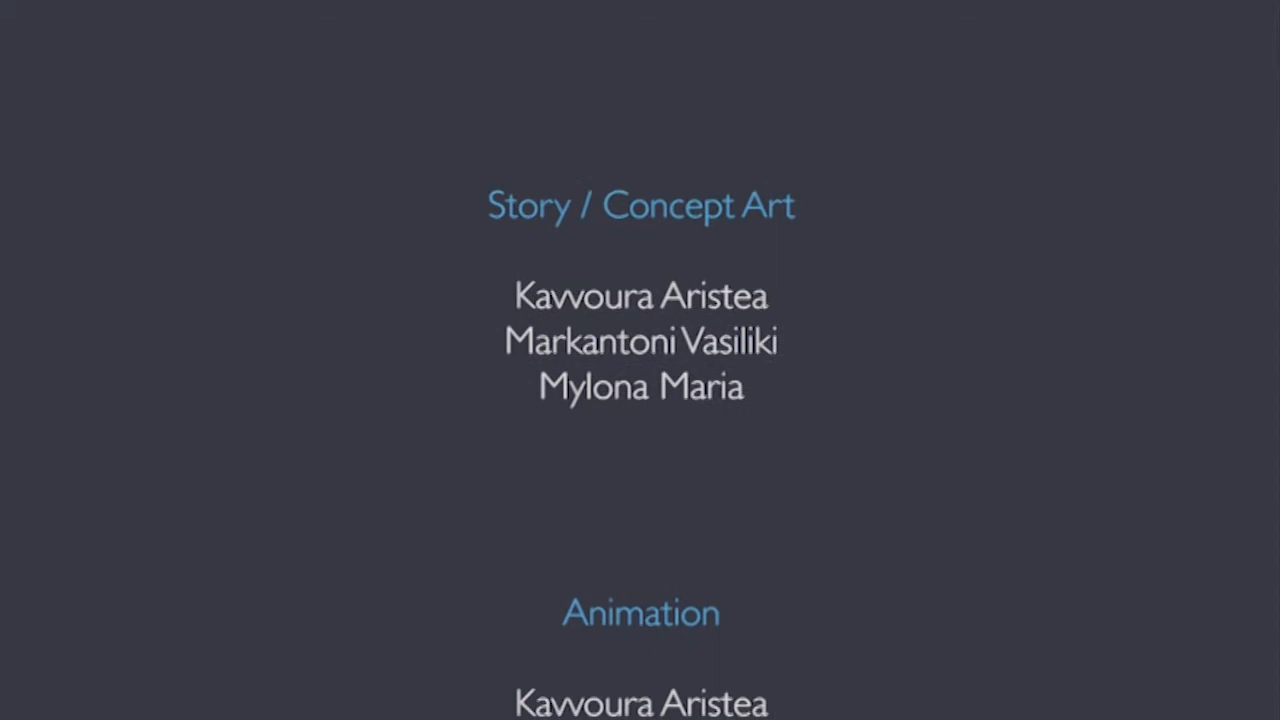 Story / Concept Art
Kavvoura Aristea
Markantoni Vasiliki
Mylona Maria
Animation
Kavvoura Aristea